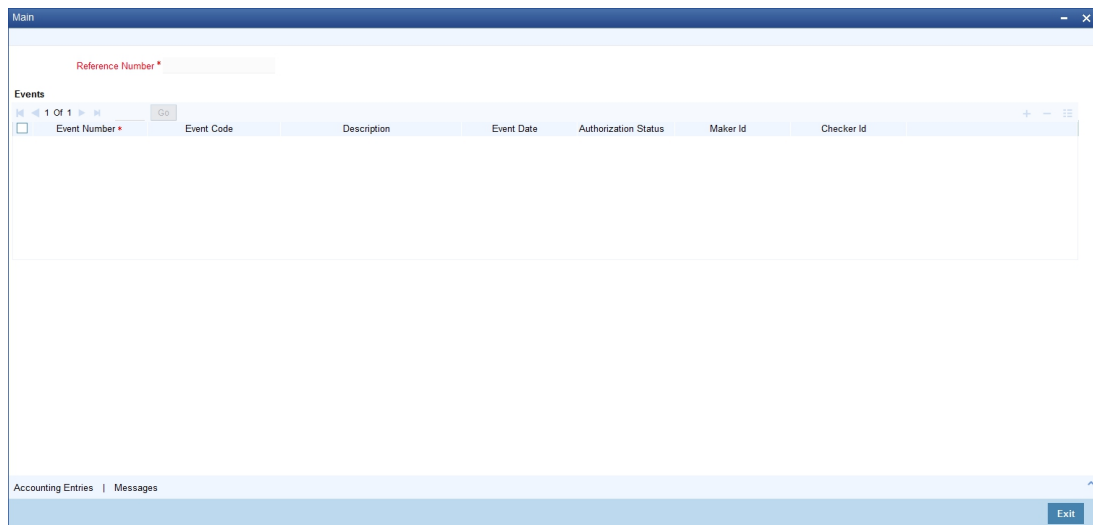 Main
Reference Number *
Events
1 Of 1 Go
Event Number * Event Code Description Event Date Authorization Status Maker Id Checker Id
Accounting Entries | Messages
Exit